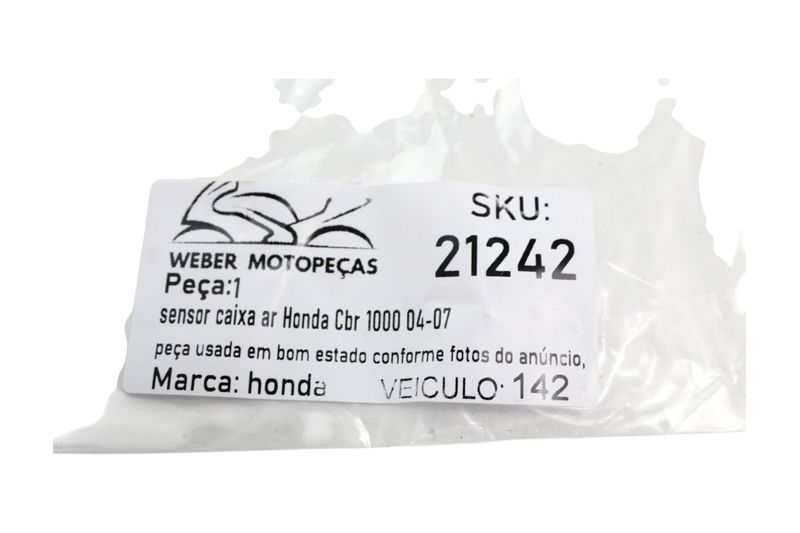 WEBER MOTOPEÇAS
SKU:
21242
Peça:1
sensor caixa ar Honda Cbr 1000 04-07
peça usada em bom estado conforme fotos do anúncio,
Marca: honda VEICULO: 142